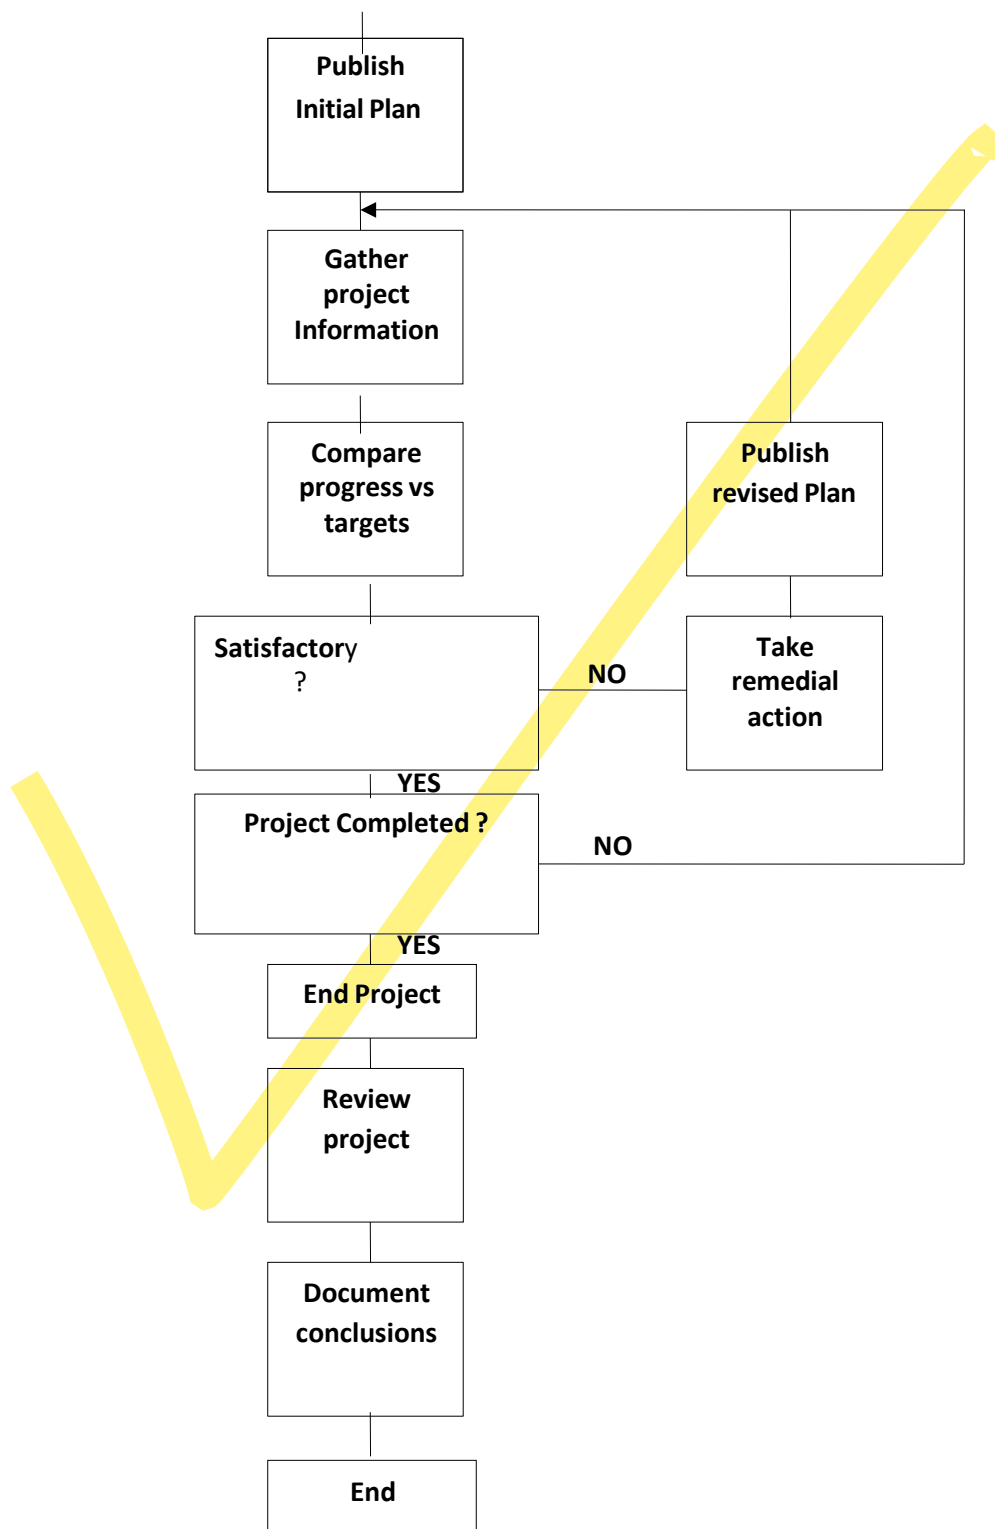 Publish
Initial Plan
Gather
project
Information
Compare
progress vs
targets
Publish
revised Plan
Satisfactory
?
NO
Take
remedial
action
YES
Project Completed ?
NO
YES
End Project
Review
project
Document
conclusions
End